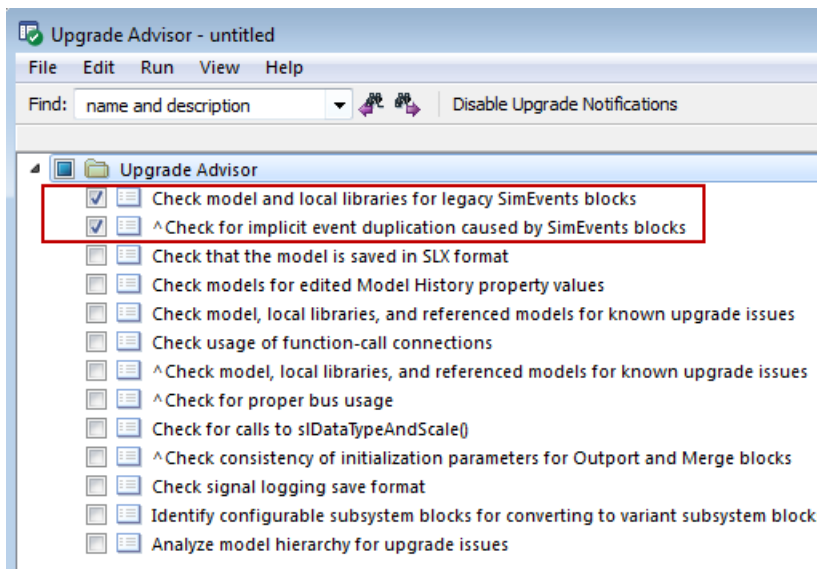 Upgrade Advisor - untitled
File Edit Run View Help
Find: name and description Disable Upgrade Notifications
Upgrade Advisor
Check model and local libraries for legacy SimEvents blocks
^Check for implicit event duplication caused by SimEvents blocks
Check that the model is saved in SLX format
Check models for edited Model History property values
Check model, local libraries, and referenced models for known upgrade issues
Check usage of function-call connections
^Check model, local libraries, and referenced models for known upgrade issues
^Check for proper bus usage
Check for calls to slDataTypeAndScale()
^Check consistency of initialization parameters for Outport and Merge blocks
Check signal logging save format
Identify configurable subsystem blocks for converting to variant subsystem block
Analyze model hierarchy for upgrade issues